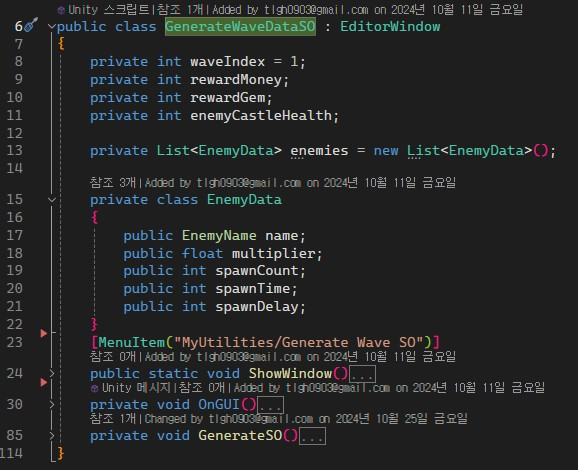 Unity 스크립트|참조 1개|Added by tlgh0903@gmail.com on 2024년 10월 11일 금요일
6 public class GenerateWaveDataSO : EditorWindow
7 {
8 private int waveIndex = 1;
9 private int rewardMoney;
10 private int rewardGem;
11 private int enemyCastleHealth;
12
13 private List<EnemyData> enemies = new List<EnemyData>();
14
참조 3개|Added by tlgh0903@gmail.com on 2024년 10월 11일 금요일
15 private class EnemyData
16 {
17 public EnemyName name;
18 public float multiplier;
19 public int spawnCount;
20 public int spawnTime;
21 public int spawnDelay;
22 }
23 [MenuItem("MyUtilities/Generate Wave SO")]
참조 0개|Added by tlgh0903@gmail.com on 2024년 10월 11일 금요일
24 public static void ShowWindow()...
Unity 메시지|참조 0개|Added by tlgh0903@gmail.com on 2024년 10월 11일 금요일
30 private void OnGUI()...
참조 1개|Changed by tlgh0903@gmail.com on 2024년 10월 25일 금요일
85 private void GenerateSO()...
114 }